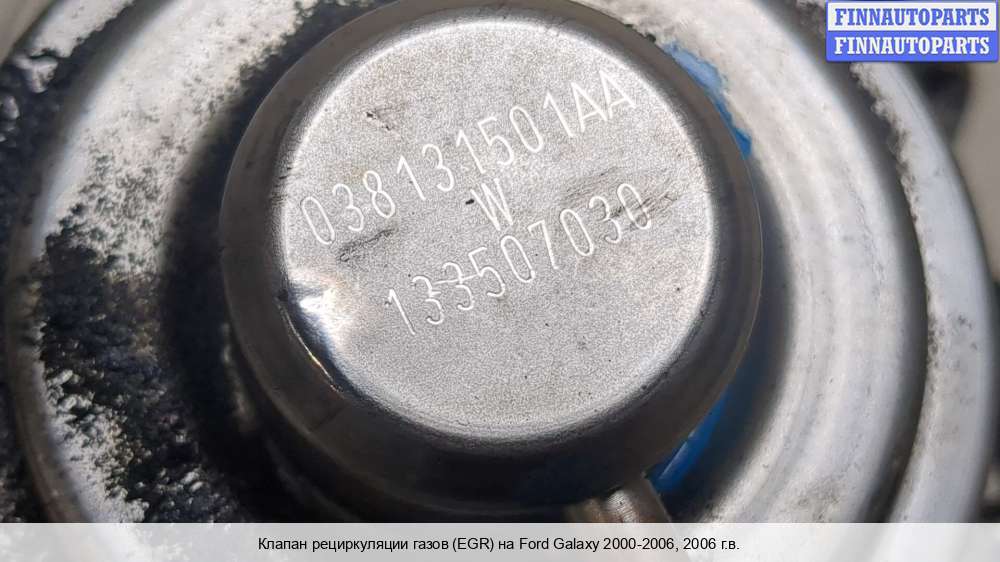 FINNAUTOPARTS
FINNAUTOPARTS
038131501AA
W
133507030
Клапан рециркуляции газов (EGR) на Ford Galaxy 2000-2006, 2006 г.в.